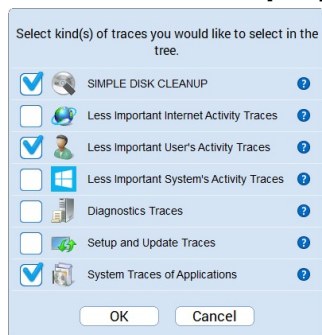 Select kind(s) of traces you would like to select in the
tree.
SIMPLE DISK CLEANUP
Less Important Internet Activity Traces
Less Important User's Activity Traces
Less Important System's Activity Traces
Diagnostics Traces
Setup and Update Traces
System Traces of Applications
OK Cancel